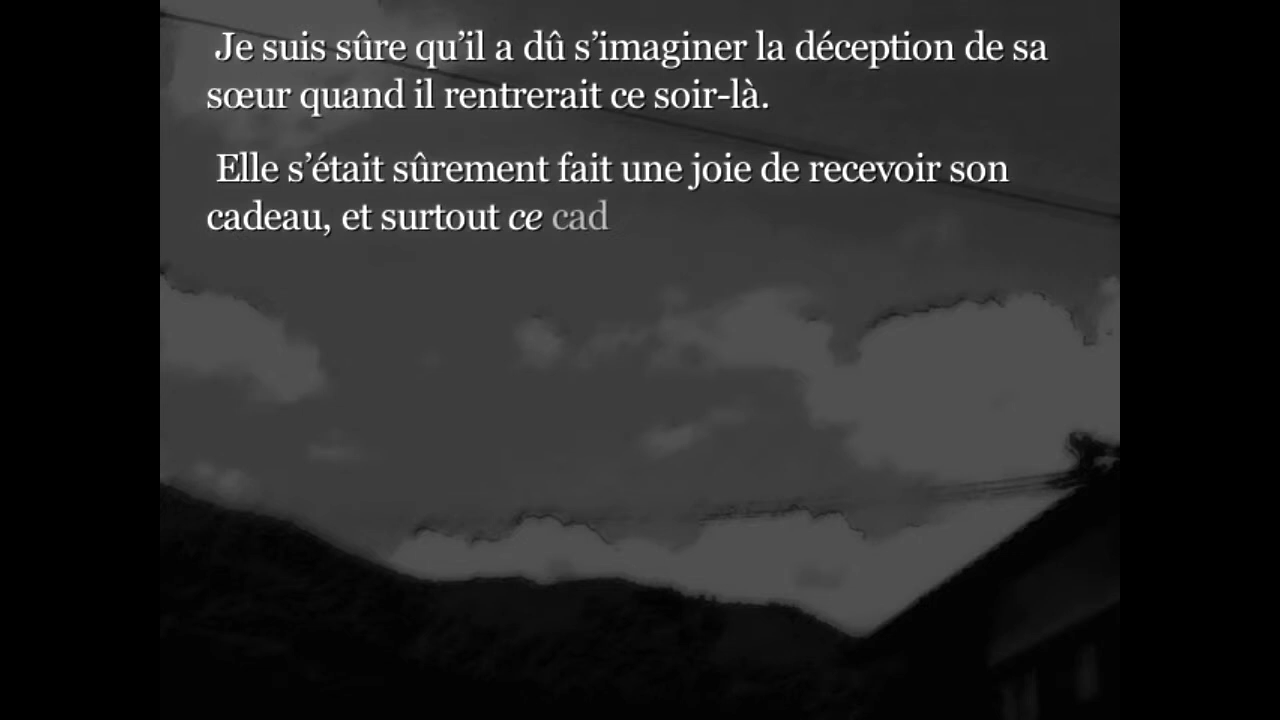 Je suis sûre qu’il a dû s’imaginer la déception de sa
sœur quand il rentrerait ce soir-là.
Elle s’était sûrement fait une joie de recevoir son
cadeau, et surtout ce cad